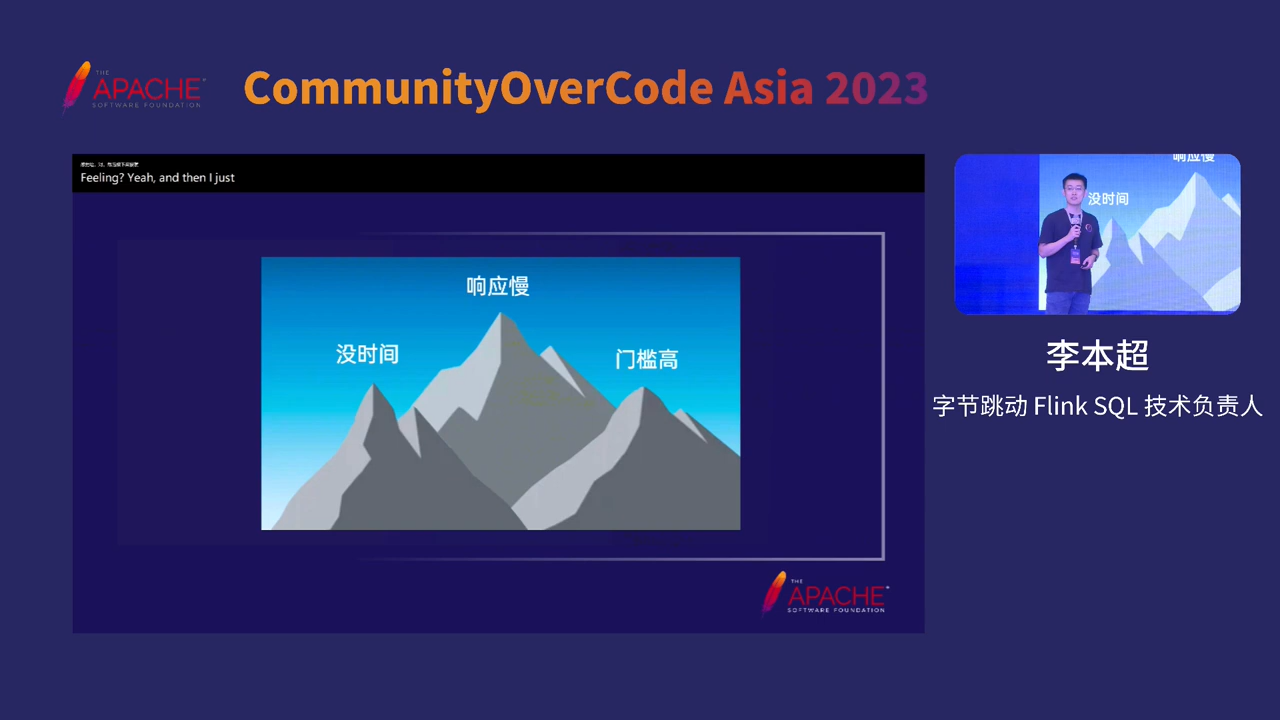 THE
APACHE
SOFTWARE FOUNDATION
CommunityOverCode Asia 2023
Feeling? Yeah, and then I just
响应慢
没时间
门槛高
THE
APACHE
SOFTWARE FOUNDATION
响应慢
没时间
李本超
字节跳动 Flink SQL 技术负责人